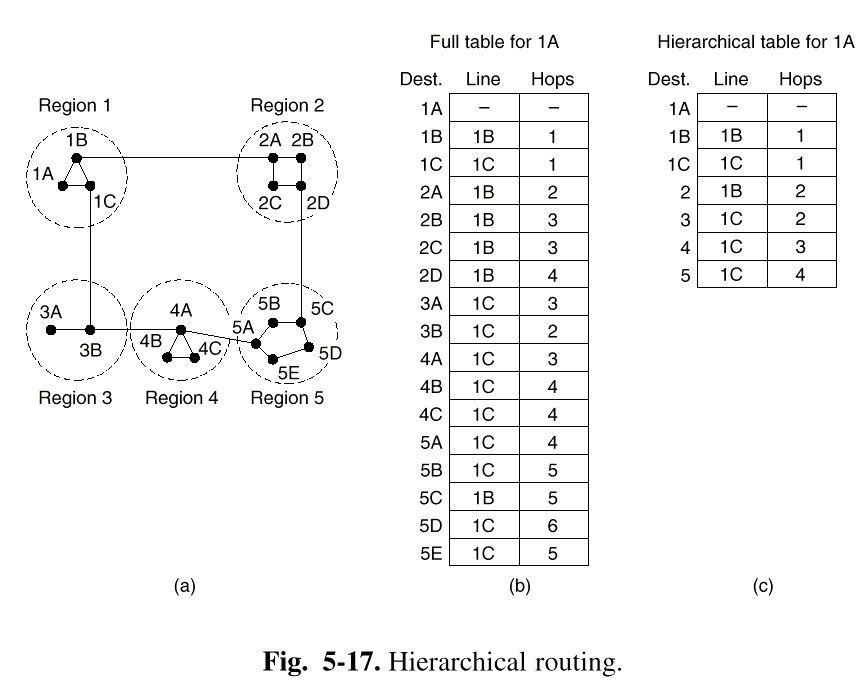 Full table for 1A
Hierarchical table for 1A
Dest. Line Hops
Dest. Line Hops
Region 1
Region 2
1B
2A 2B
1A
1C
2C
2D
3A
3B
4A
4B
4C
5B
5C
5A
5D
5E
Region 3
Region 4
Region 5
1A – –
1B 1B 1
1C 1C 1
2A 1B 2
2B 1B 3
2C 1B 3
2D 1B 4
3A 1C 3
3B 1C 2
4A 1C 3
4B 1C 4
4C 1C 4
5A 1C 4
5B 1C 5
5C 1B 5
5D 1C 6
5E 1C 5
1A – –
1B 1B 1
1C 1C 1
2 1B 2
3 1C 2
4 1C 3
5 1C 4
(a)
(b)
(c)
Fig. 5-17. Hierarchical routing.